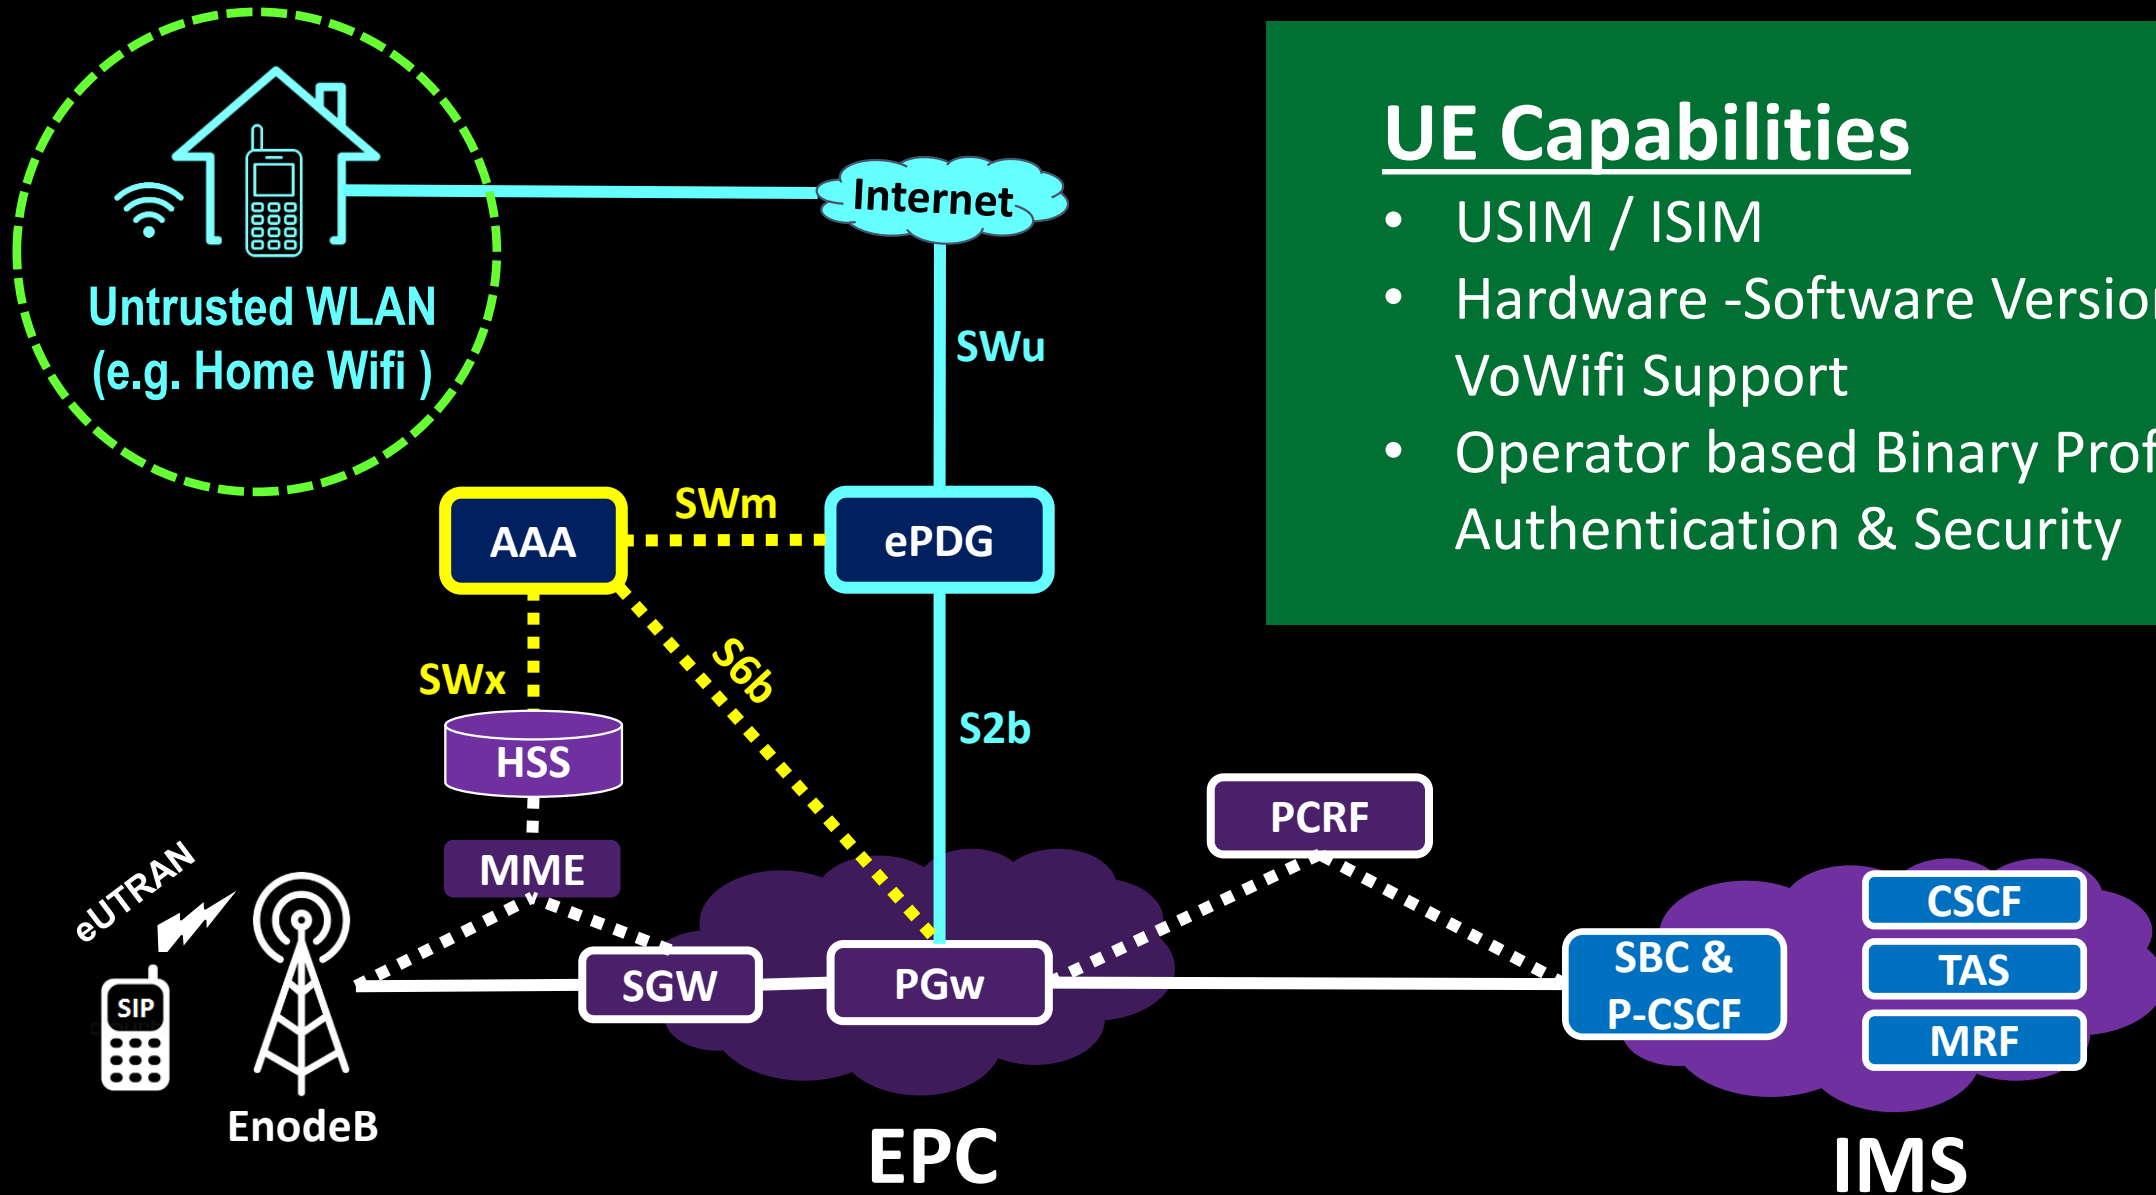 UE Capabilities
• USIM / ISIM
• Hardware -Software Version
VoWifi Support
• Operator based Binary Prof
Authentication & Security
Internet
Untrusted WLAN
(e.g. Home Wifi )
SWu
SWm
AAA
ePDG
SWx
S6b
S2b
HSS
PCRF
MME
eUTRAN
CSCF
SBC &
P-CSCF
TAS
SGW
PGw
SIP
MRF
EnodeB
EPC
IMS